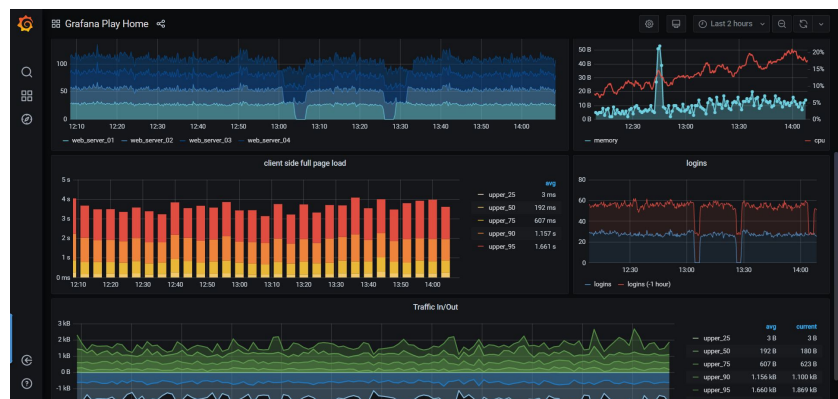 Grafana Play Home
Last 2 hours
100
50
0
12:10 12:20 12:30 12:40 12:50 13:00 13:10 13:20 13:30 13:40 13:50 14:00
web_server_01 web_server_02 web_server_03 web_server_04
50 B
40 B
30 B
20 B
10 B
0 B
20%
15%
10%
5%
0%
12:30 13:00 13:30 14:00
memory
cpu
client side full page load
5 s
4 s
3 s
2 s
1 s
0 ms
12:10 12:20 12:30 12:40 12:50 13:00 13:10 13:20 13:30 13:40 13:50 14:00
avg
upper_25 3 ms
upper_50 192 ms
upper_75 607 ms
upper_90 1.157 s
upper_95 1.661 s
logins
80
60
40
20
0
12:30 13:00 13:30 14:00
logins logins (-1 hour)
Traffic In/Out
3 kB
2 kB
1 kB
0 B
-1 kB
avg current
upper_25 3 B 3 B
upper_50 192 B 180 B
upper_75 607 B 623 B
upper_90 1.156 kB 1.100 kB
upper_95 1.660 kB 1.869 kB